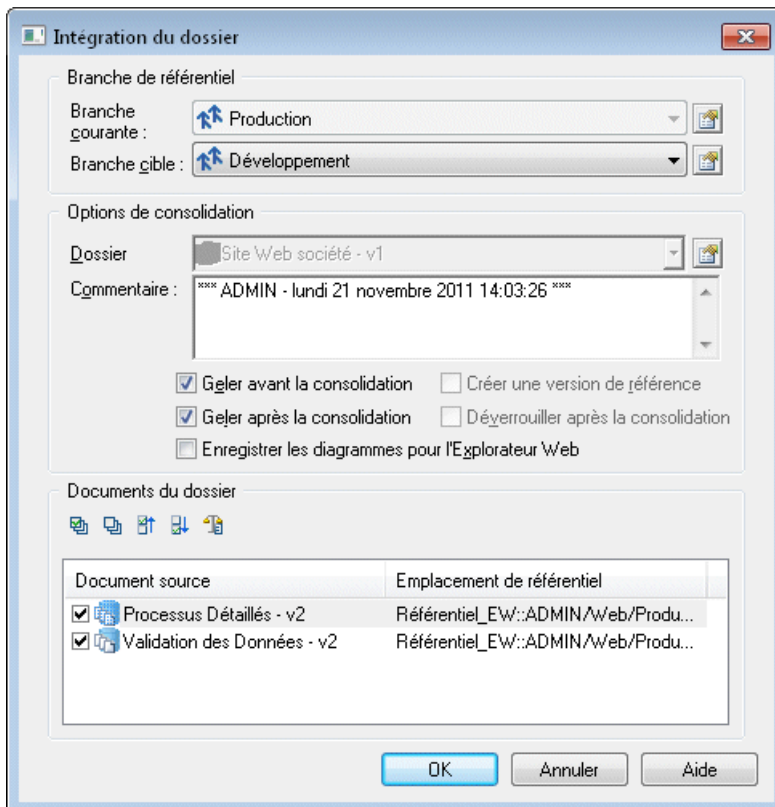 Intégration du dossier
Branche de référentiel
Branche
courante :
Production
Branche cible :
Développement
Options de consolidation
Dossier
Site Web société - v1
Commentaire :
*** ADMIN - lundi 21 novembre 2011 14:03:26 ***
Geler avant la consolidation
Créer une version de référence
Geler après la consolidation
Déverrouiller après la consolidation
Enregistrer les diagrammes pour l'Explorateur Web
Documents du dossier
Document source
Emplacement de référentiel
Processus Détaillés - v2
Référentiel_EW::ADMIN/Web/Produ...
Validation des Données - v2
Référentiel_EW::ADMIN/Web/Produ...
OK
Annuler
Aide